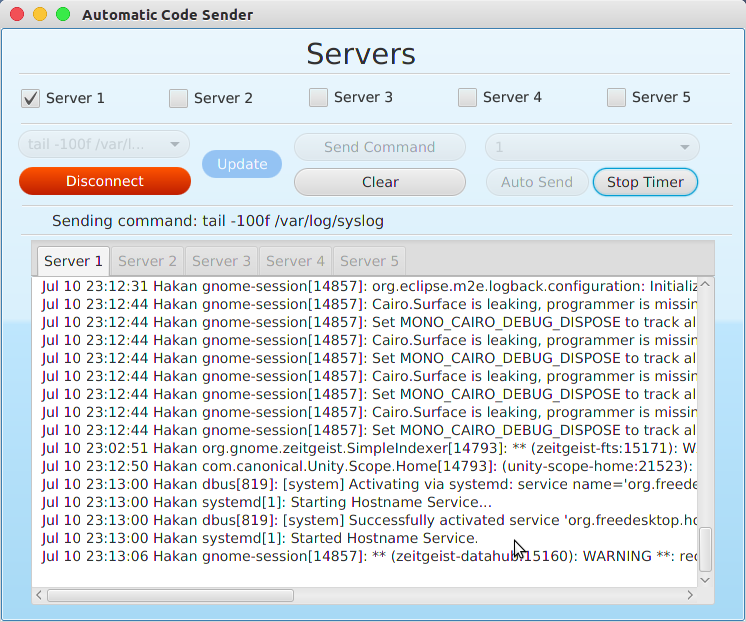 Automatic Code Sender
Servers
Server 1 Server 2 Server 3 Server 4 Server 5
tail -100f /var/l... Update Send Command 1
Disconnect Clear Auto Send Stop Timer
Sending command: tail -100f /var/log/syslog
Server 1 Server 2 Server 3 Server 4 Server 5
Jul 10 23:12:31 Hakan gnome-session[14857]: org.eclipse.m2e.logback.configuration: Initializ
Jul 10 23:12:44 Hakan gnome-session[14857]: Cairo.Surface is leaking, programmer is missin
Jul 10 23:12:44 Hakan gnome-session[14857]: Set MONO_CAIRO_DEBUG_DISPOSE to track al
Jul 10 23:12:44 Hakan gnome-session[14857]: Cairo.Surface is leaking, programmer is missin
Jul 10 23:12:44 Hakan gnome-session[14857]: Set MONO_CAIRO_DEBUG_DISPOSE to track al
Jul 10 23:12:44 Hakan gnome-session[14857]: Cairo.Surface is leaking, programmer is missin
Jul 10 23:12:44 Hakan gnome-session[14857]: Set MONO_CAIRO_DEBUG_DISPOSE to track al
Jul 10 23:12:44 Hakan gnome-session[14857]: Cairo.Surface is leaking, programmer is missin
Jul 10 23:12:44 Hakan gnome-session[14857]: Set MONO_CAIRO_DEBUG_DISPOSE to track al
Jul 10 23:02:51 Hakan org.gnome.zeitgeist.SimpleIndexer[14793]: ** (zeitgeist-fts:15171): W
Jul 10 23:12:50 Hakan com.canonical.Unity.Scope.Home[14793]: (unity-scope-home:21523):
Jul 10 23:13:00 Hakan dbus[819]: [system] Activating via systemd: service name='org.freede
Jul 10 23:13:00 Hakan systemd[1]: Starting Hostname Service...
Jul 10 23:13:00 Hakan dbus[819]: [system] Successfully activated service 'org.freedesktop.ho
Jul 10 23:13:00 Hakan systemd[1]: Started Hostname Service.
Jul 10 23:13:06 Hakan gnome-session[14857]: ** (zeitgeist-datahub:15160): WARNING **: rec